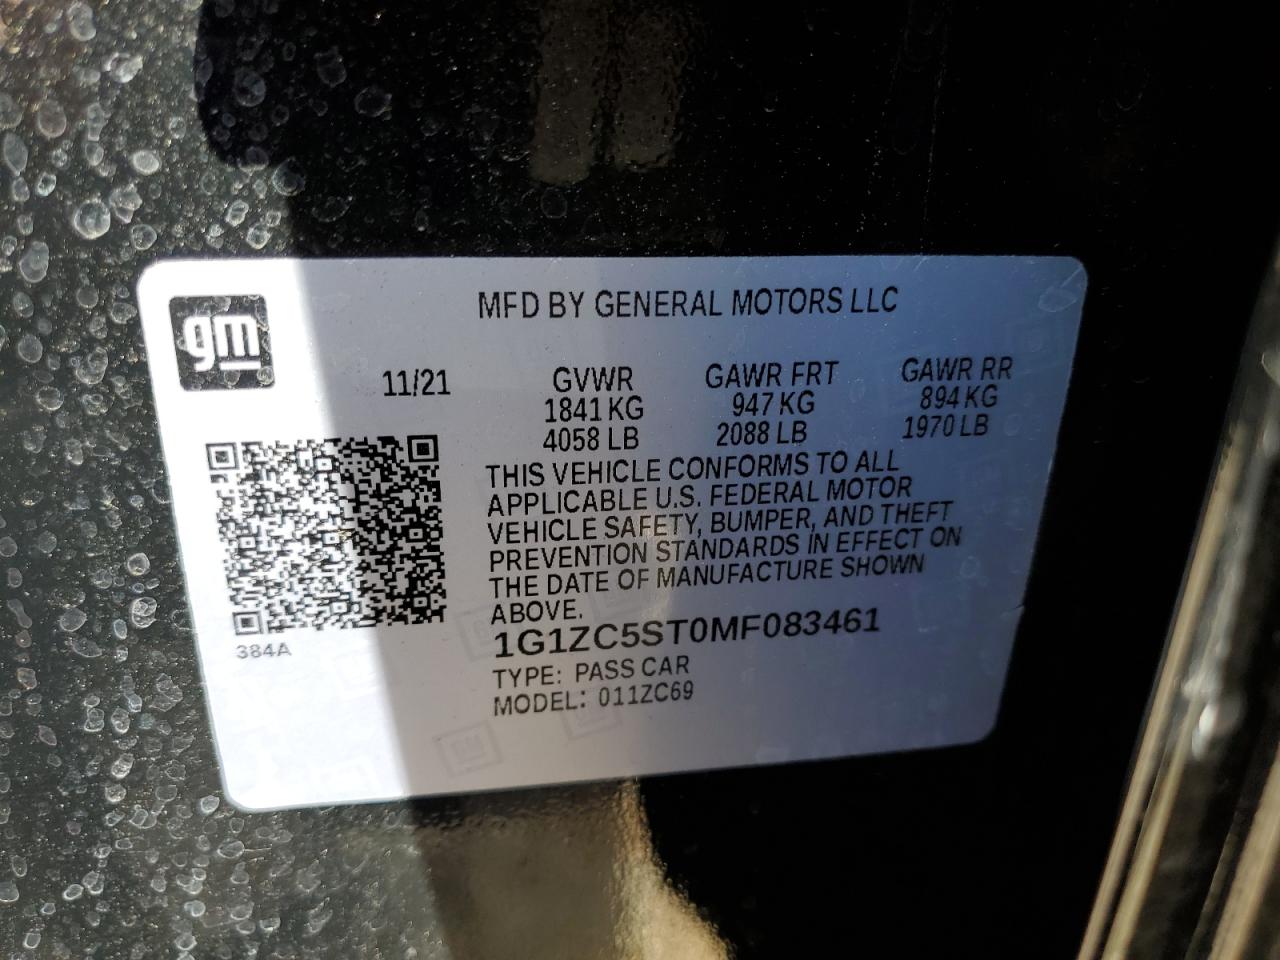 MFD BY GENERAL MOTORS LLC
gm
11/21 GVWR GAWR FRT GAWR RR
1841 KG 947 KG 894 KG
4058 LB 2088 LB 1970 LB
THIS VEHICLE CONFORMS TO ALL
APPLICABLE U.S. FEDERAL MOTOR
VEHICLE SAFETY, BUMPER, AND THEFT
PREVENTION STANDARDS IN EFFECT ON
THE DATE OF MANUFACTURE SHOWN
ABOVE.
1G1ZC5ST0MF083461
384A
TYPE: PASS CAR
MODEL: 011ZC69